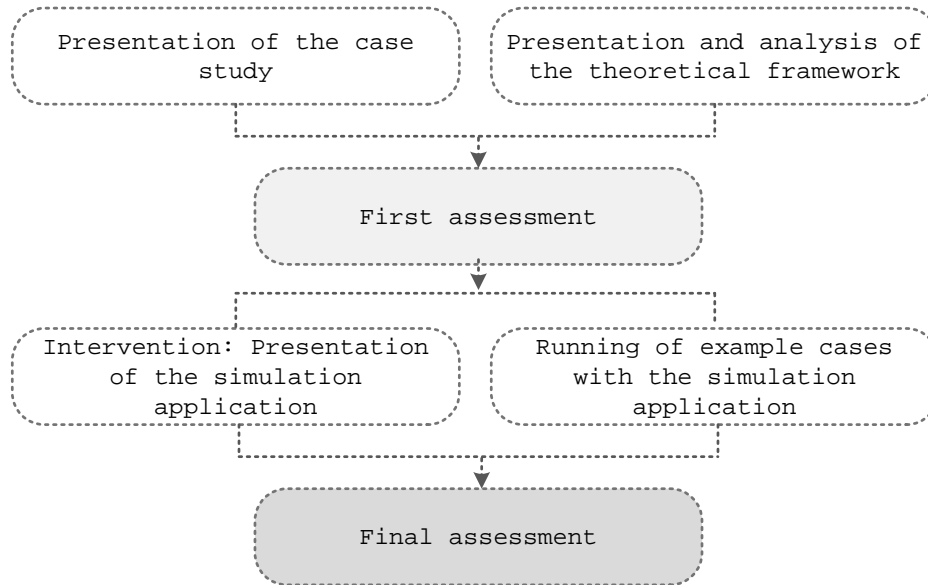 Presentation of the case
study
Presentation and analysis of
the theoretical framework
First assessment
Intervention: Presentation
of the simulation
application
Running of example cases
with the simulation
application
Final assessment